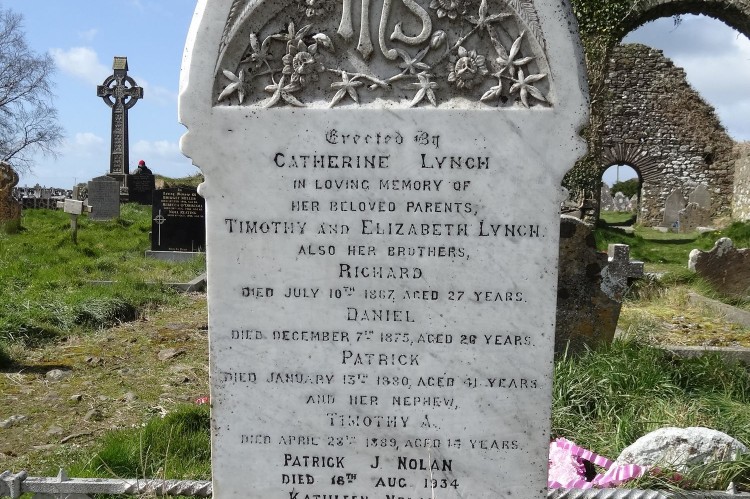 IHS
Erected By
CATHERINE LYNCH
IN LOVING MEMORY OF
HER BELOVED PARENTS,
TIMOTHY AND ELIZABETH LYNCH.
ALSO HER BROTHERS,
RICHARD
DIED JULY 10TH 1867, AGED 27 YEARS.
DANIEL
DIED DECEMBER 7TH 1875, AGED 26 YEARS.
PATRICK
DIED JANUARY 13TH 1880, AGED 41 YEARS
AND HER NEPHEW,
TIMOTHY A.
DIED APRIL 28TH 1889, AGED 14 YEARS.
PATRICK J NOLAN
DIED 18TH AUG 1934
KATHLEEN